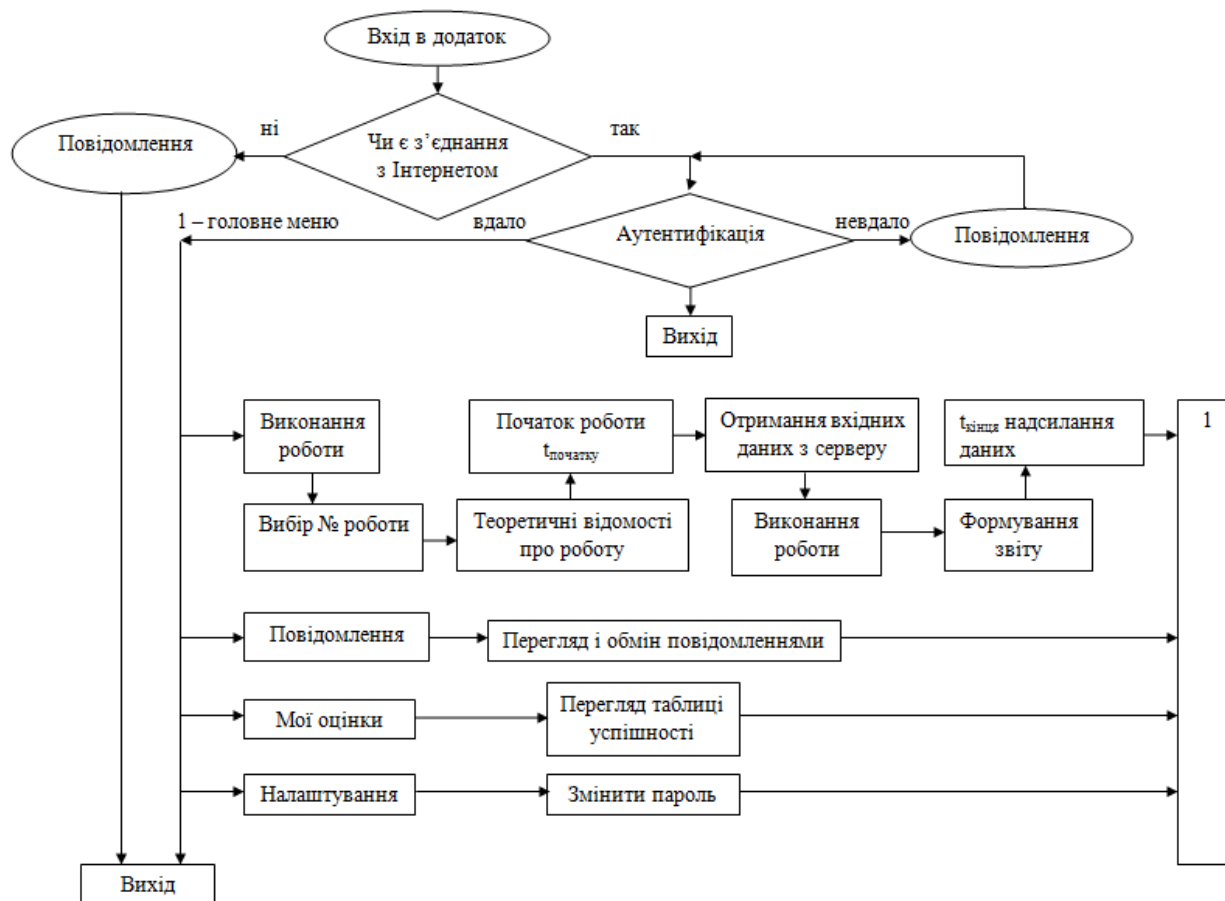 Вхід в додаток
ні
так
Повідомлення
Чи є з’єднання
з Інтернетом
1 – головне меню
вдало
Аутентифікація
невдало
Повідомлення
Вихід
Виконання
роботи
Вибір № роботи
Теоретичні відомості
про роботу
Початок роботи
tпочатку
Отримання вхідних
даних з серверу
Виконання
роботи
Формування
звіту
tкінця надсилання
даних
1
Повідомлення
Перегляд і обмін повідомленнями
Мої оцінки
Перегляд таблиці
успішності
Налаштування
Змінити пароль
Вихід